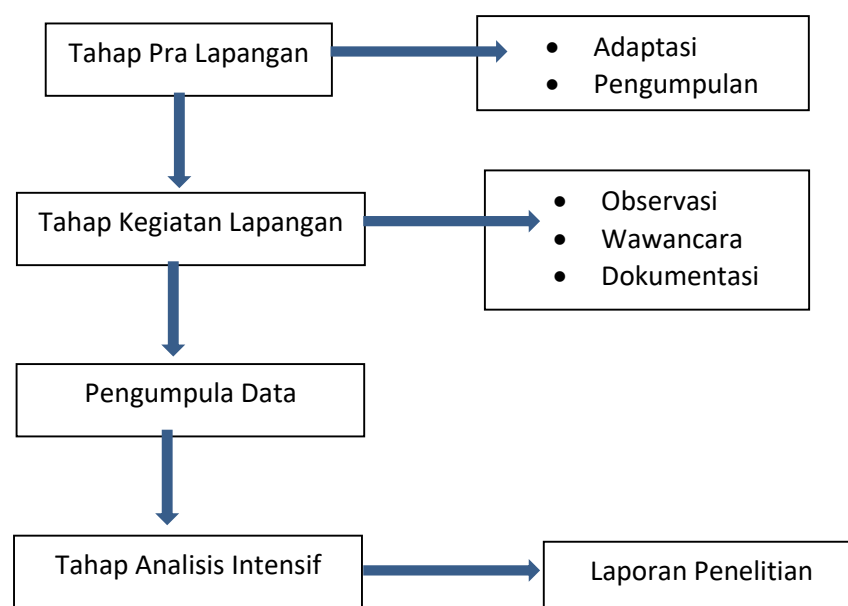 Tahap Pra Lapangan
• Adaptasi
• Pengumpulan
Tahap Kegiatan Lapangan
• Observasi
• Wawancara
• Dokumentasi
Pengumpula Data
Tahap Analisis Intensif
Laporan Penelitian